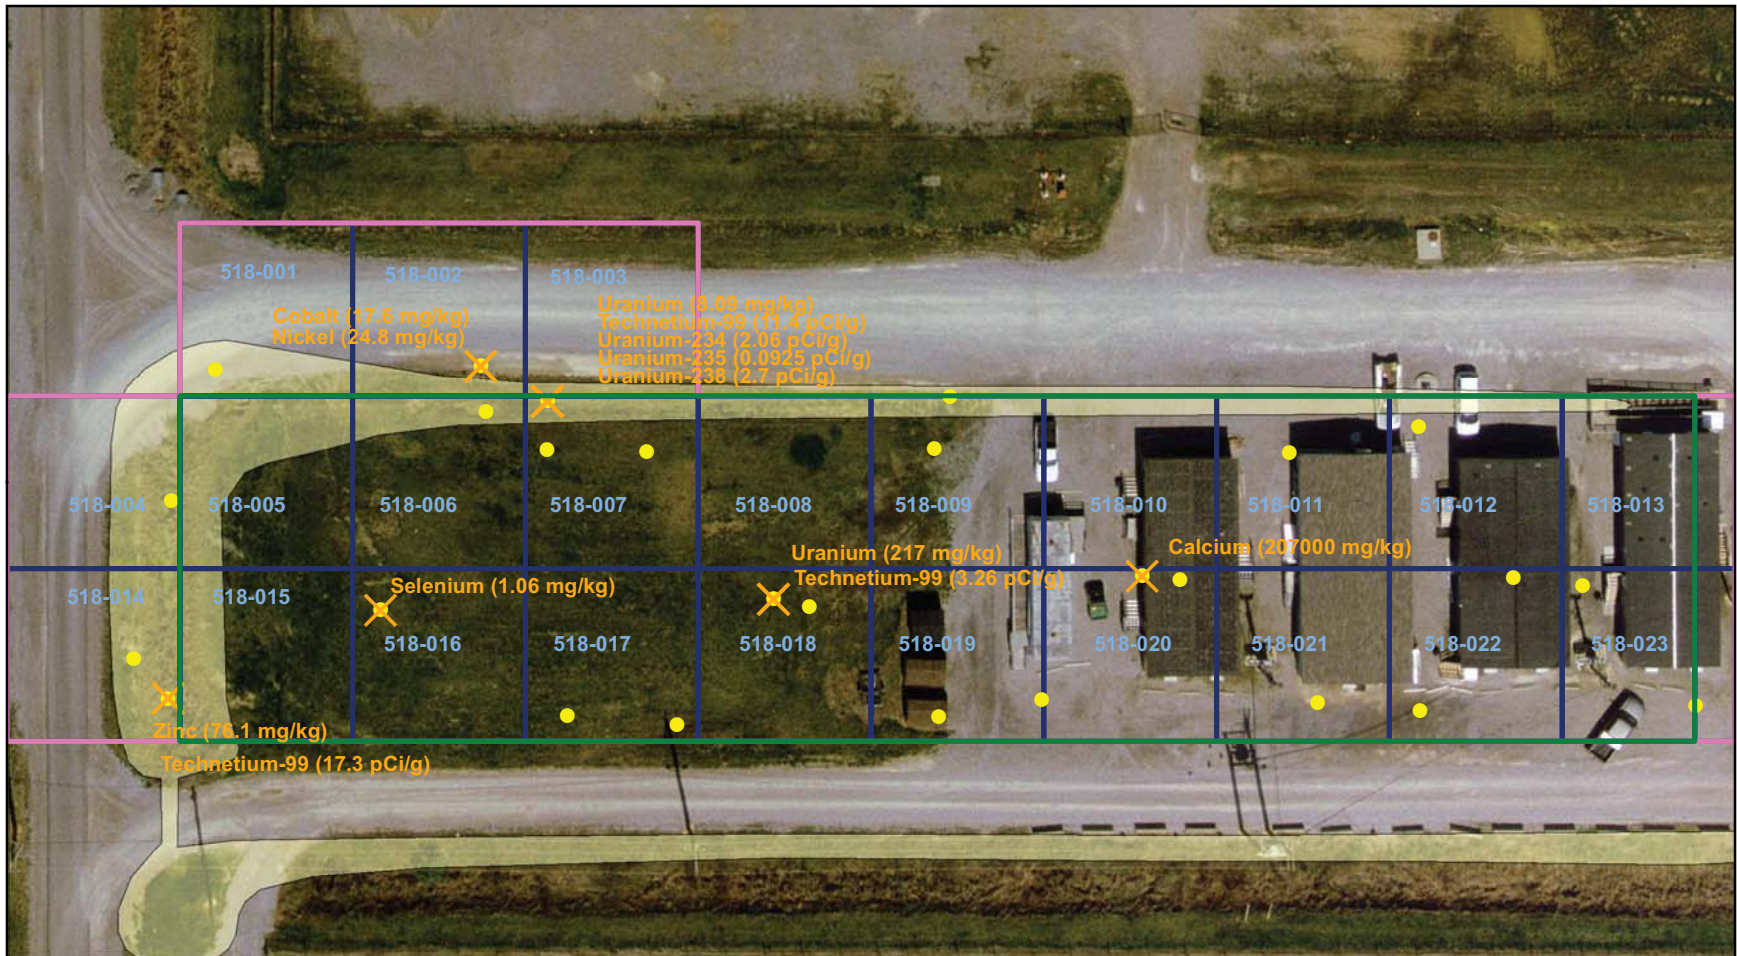 518-001
518-002
518-003
Cobalt (17.6 mg/kg)
Nickel (24.8 mg/kg)
Uranium (8.09 mg/kg)
Technetium-99 (11.4 pCi/g)
Uranium-234 (2.06 pCi/g)
Uranium-235 (0.0925 pCi/g)
Uranium-238 (2.7 pCi/g)
518-004
518-005
518-006
518-007
518-008
518-009
518-010
518-011
518-012
518-013
Uranium (217 mg/kg)
Technetium-99 (3.26 pCi/g)
Calcium (207000 mg/kg)
Selenium (1.06 mg/kg)
518-014
518-015
518-016
518-017
518-018
518-019
518-020
518-021
518-022
518-023
Zinc (76.1 mg/kg)
Technetium-99 (17.3 pCi/g)